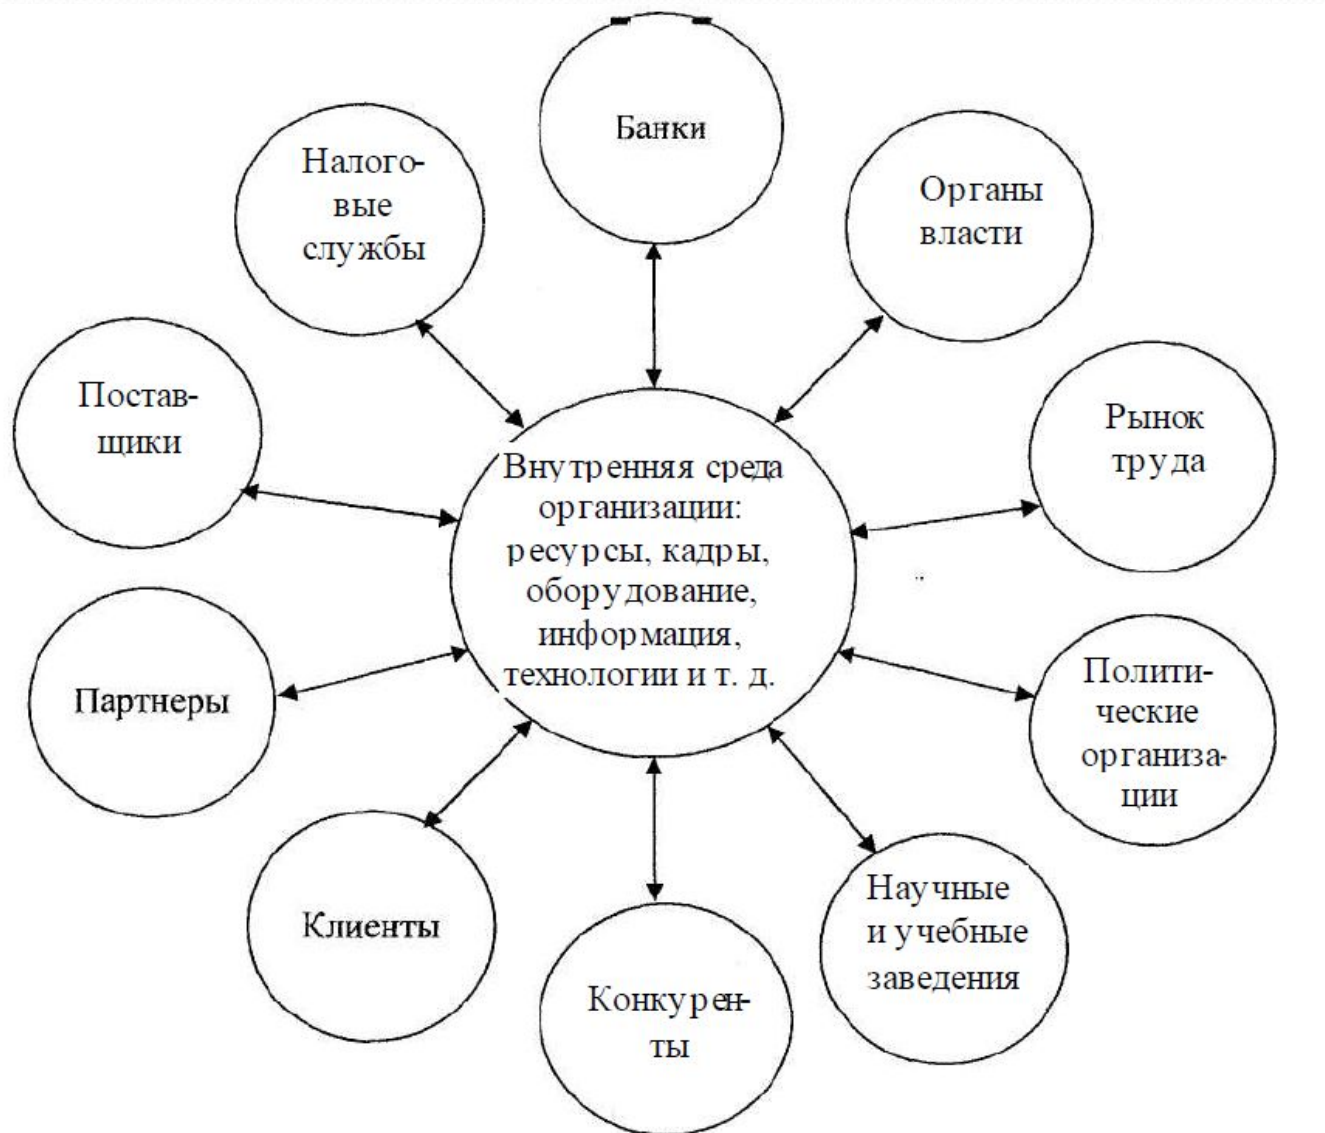 Банки
Налого-
вые
службы
Органы
власти
Постав-
щики
Рынок
труда
Внутренняя среда
организации:
ресурсы, кадры,
оборудование,
информация,
технологии и т. д.
Партнеры
Полити-
ческие
организа-
ции
Клиенты
Научные
и учебные
заведения
Конкурен-
ты